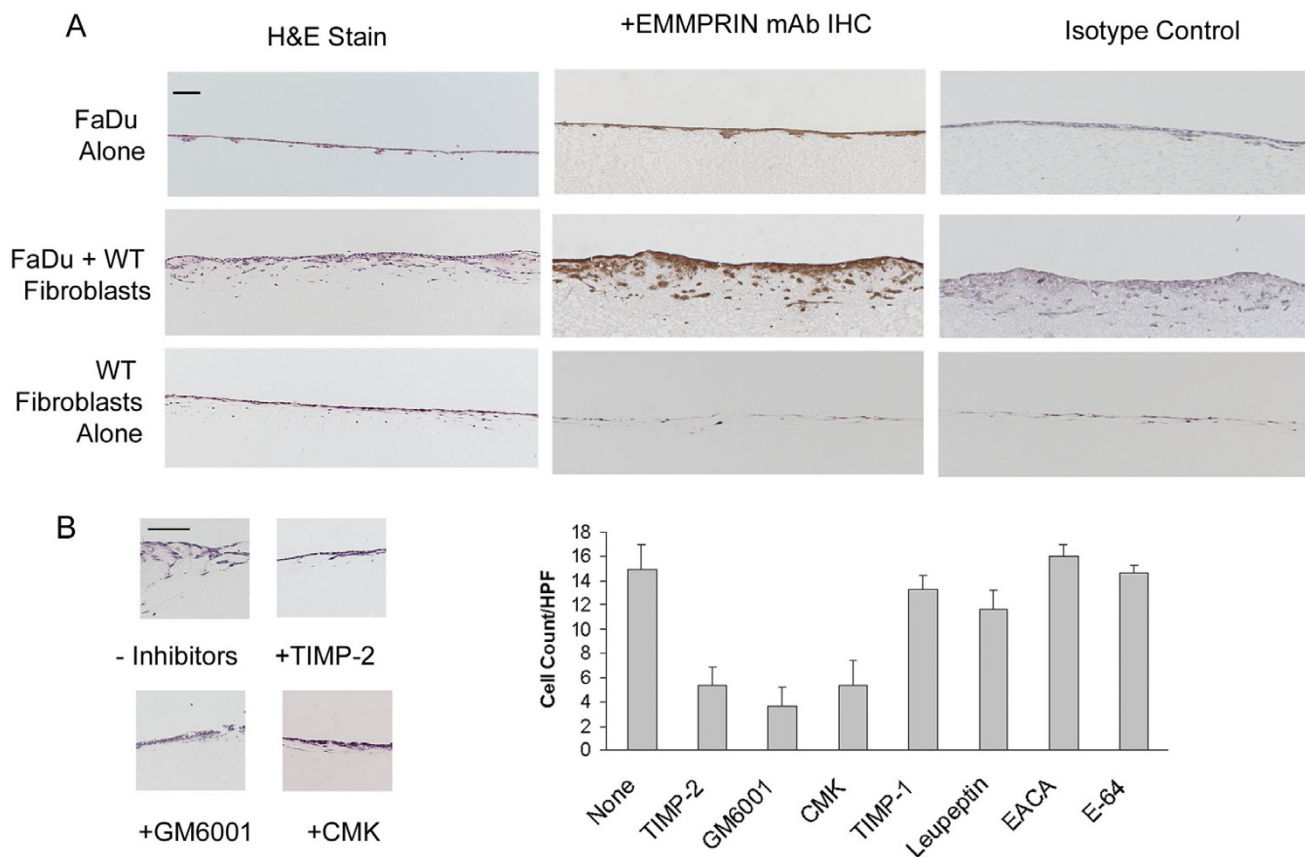 A
H&E Stain
+EMMPRIN mAb IHC
Isotype Control
FaDu
Alone
FaDu + WT
Fibroblasts
WT
Fibroblasts
Alone
B
- Inhibitors
+TIMP-2
+GM6001
+CMK
Cell Count/HPF
18
16
14
12
10
8
6
4
2
0
None
TIMP-2
GM6001
CMK
TIMP-1
Leupeptin
EACA
E-64